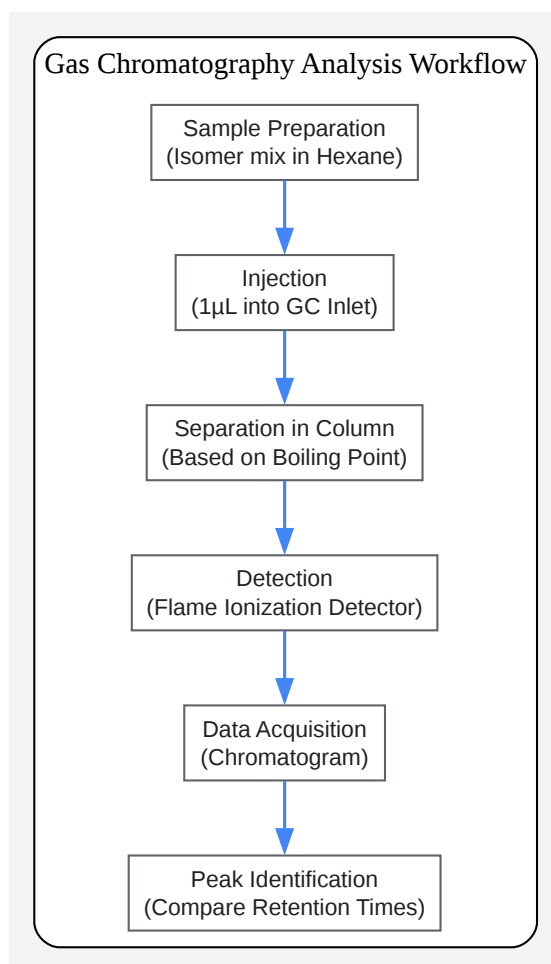 Gas Chromatography Analysis Workflow
Sample Preparation
(Isomer mix in Hexane)
Injection
(1µL into GC Inlet)
Separation in Column
(Based on Boiling Point)
Detection
(Flame Ionization Detector)
Data Acquisition
(Chromatogram)
Peak Identification
(Compare Retention Times)